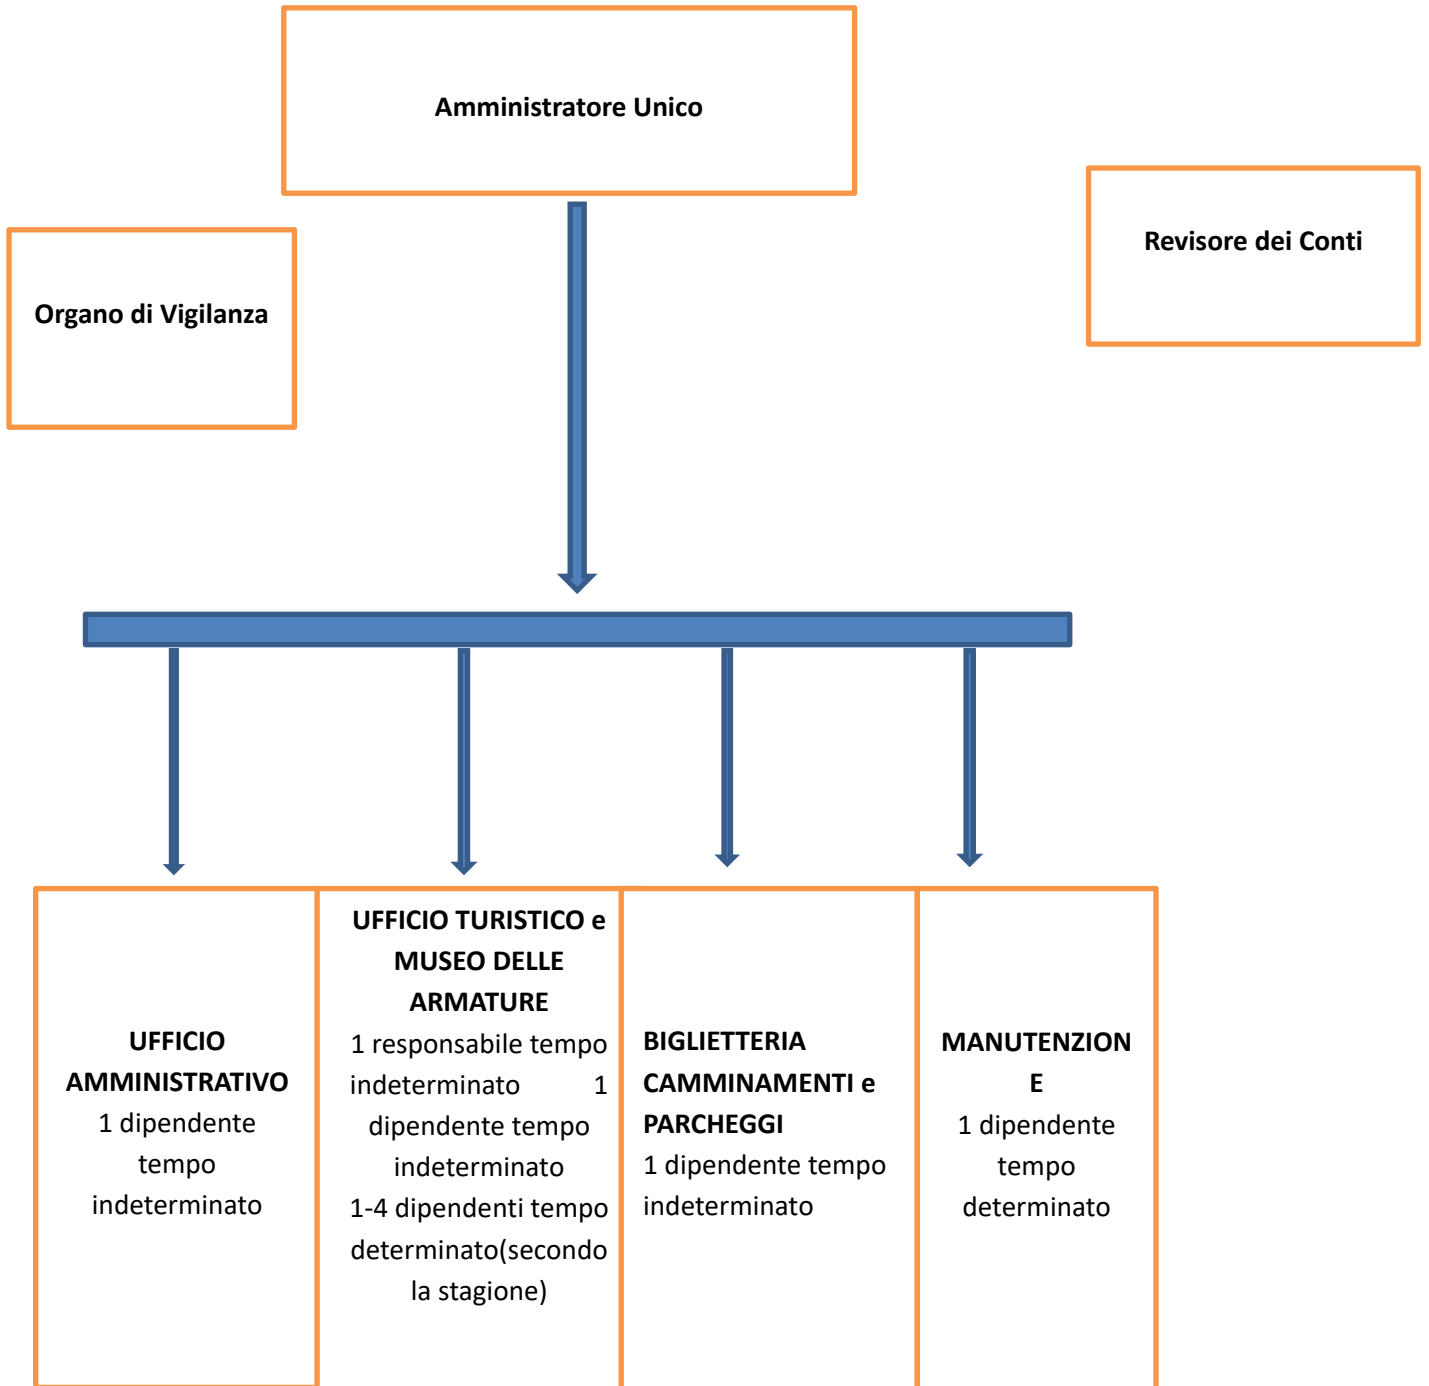 Amministratore Unico
Revisore dei Conti
Organo di Vigilanza
UFFICIO
AMMINISTRATIVO
1 dipendente
tempo
indeterminato
UFFICIO TURISTICO e
MUSEO DELLE
ARMATURE
1 responsabile tempo
indeterminato 1
dipendente tempo
indeterminato
1-4 dipendenti tempo
determinato(secondo
la stagione)
BIGLIETTERIA
CAMMINAMENTI e
PARCHEGGI
1 dipendente tempo
indeterminato
MANUTENZION
E
1 dipendente
tempo
determinato